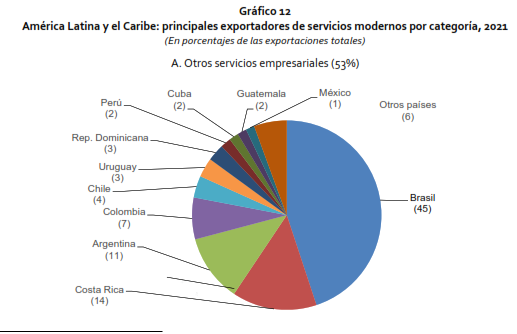 Gráfico 12
América Latina y el Caribe: principales exportadores de servicios modernos por categoría, 2021
(En porcentajes de las exportaciones totales)
A. Otros servicios empresariales (53%)
México
(1)
Guatemala
(2)
Cuba
(2)
Perú
(2)
Otros países
(6)
Rep. Dominicana
(3)
Uruguay
(3)
Chile
(4)
Brasil
(45)
Colombia
(7)
Argentina
(11)
Costa Rica
(14)